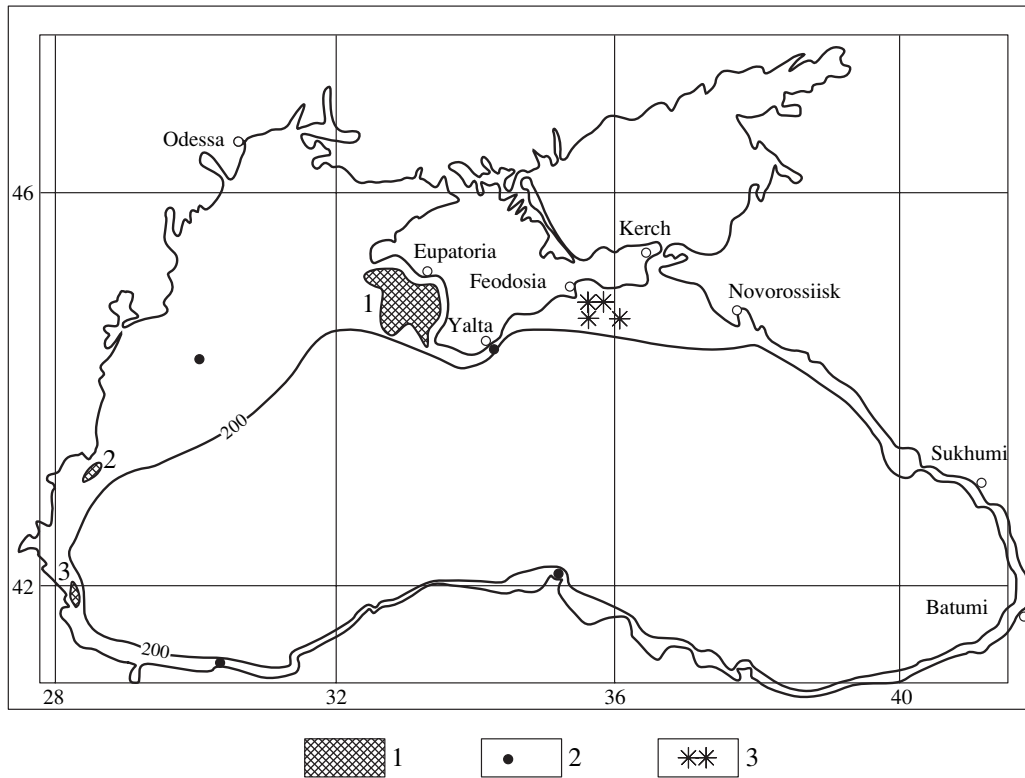 Odessa
46
Kerch
Eupatoria
Feodosia
Novorossiisk
1
Yalta
200
2
Sukhumi
3
42
Batumi
200
28 32 36 40
1 2 3